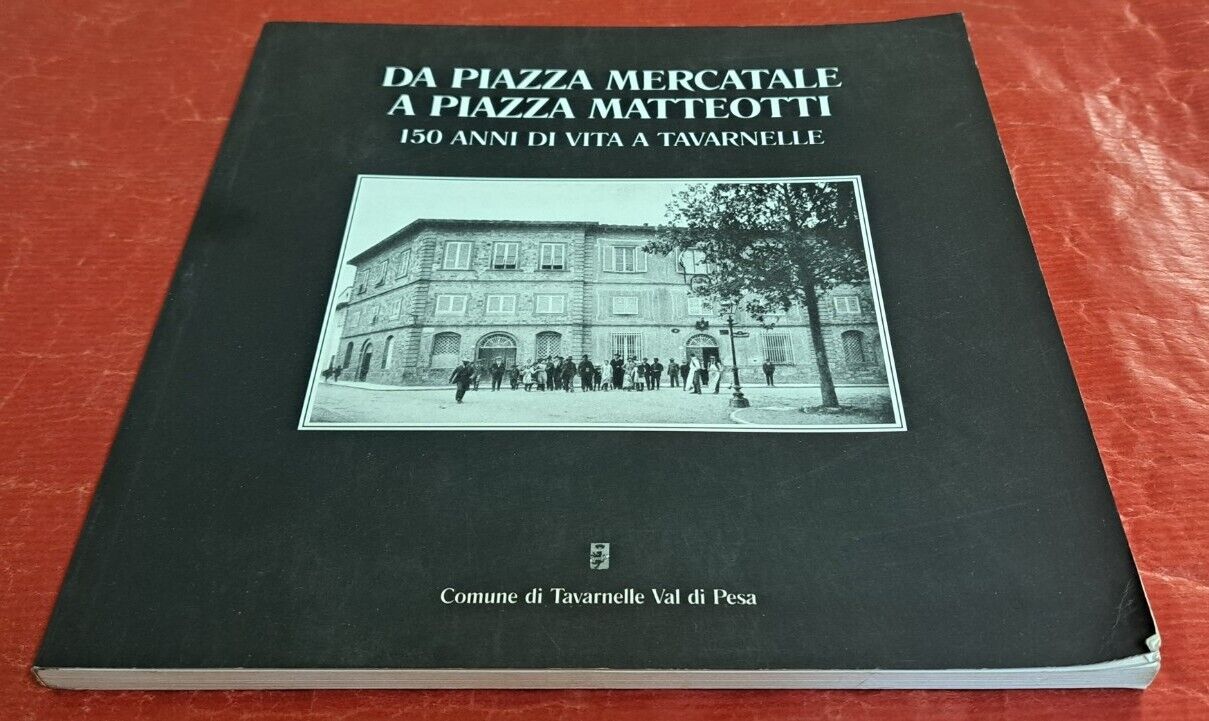 DA PIAZZA MERCATALE
A PIAZZA MATTEOTTI
150 ANNI DI VITA A TAVARNELLE
Comune di Tavarnelle Val di Pesa